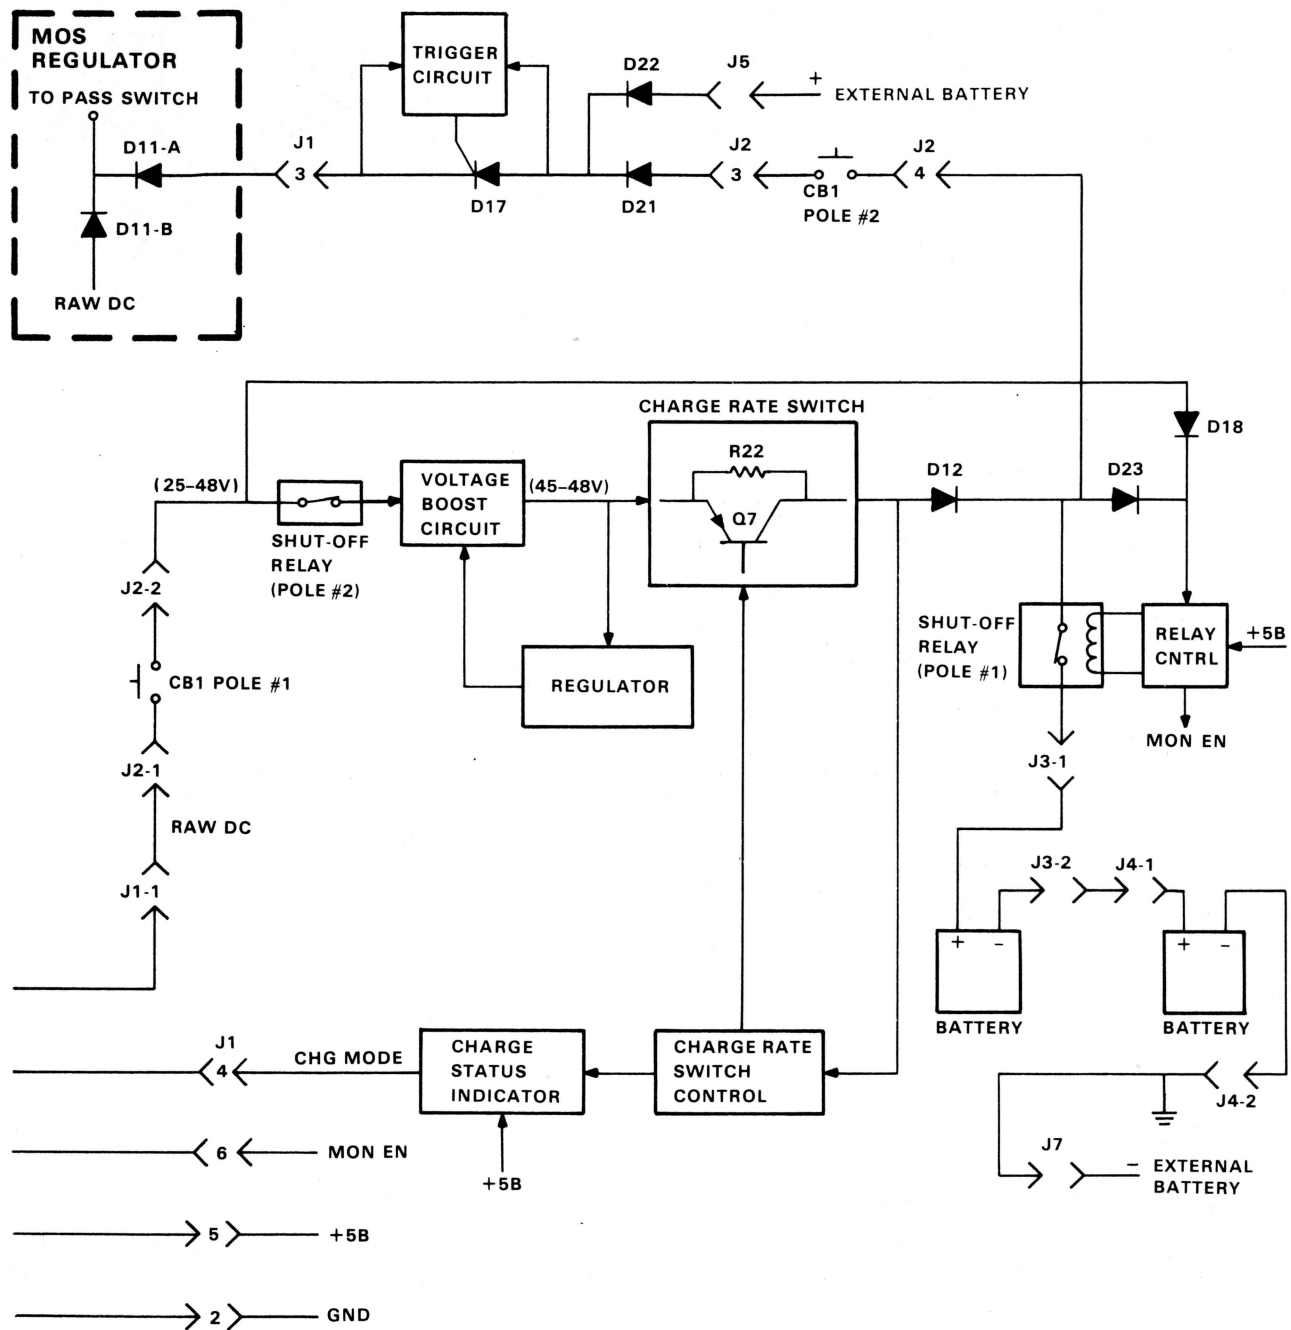 MOS
REGULATOR
TO PASS SWITCH
D11-A
D11-B
RAW DC
J1
3
TRIGGER
CIRCUIT
D17
D22
J5
+
EXTERNAL BATTERY
D21
J2
3
CB1
POLE #2
J2
4
CHARGE RATE SWITCH
R22
Q7
D18
(25–48V)
SHUT-OFF
RELAY
(POLE #2)
VOLTAGE
BOOST
CIRCUIT
(45–48V)
D12
D23
J2-2
CB1 POLE #1
J2-1
RAW DC
J1-1
REGULATOR
SHUT-OFF
RELAY
(POLE #1)
RELAY
CNTRL
+5B
MON EN
J3-1
J3-2
J4-1
+ −
BATTERY
+ −
BATTERY
J4-2
J7
− EXTERNAL
BATTERY
J1
4
CHG MODE
CHARGE
STATUS
INDICATOR
+5B
CHARGE RATE
SWITCH
CONTROL
6 MON EN
5 +5B
2 GND